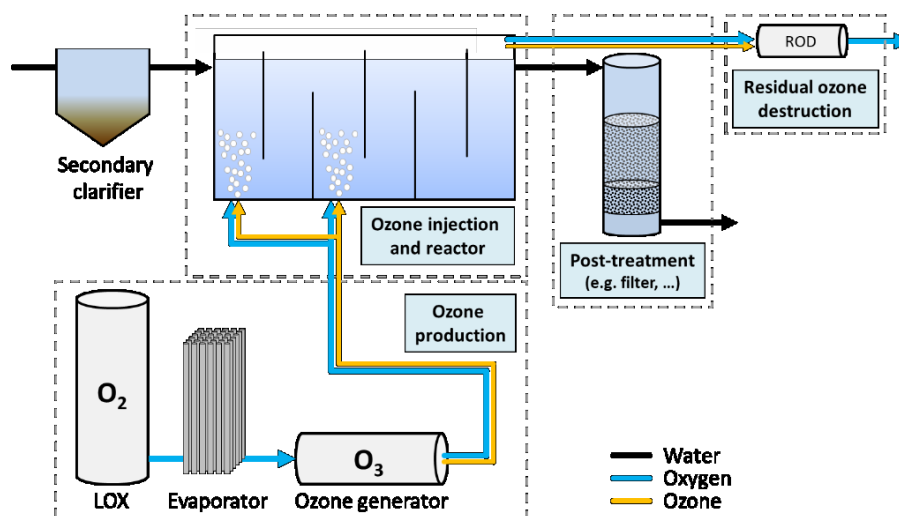 ROD
Residual ozone
destruction
Secondary
clarifier
Ozone injection
and reactor
Post-treatment
(e.g. filter, ...)
Ozone
production
O₂
O₃
LOX
Evaporator
Ozone generator
Water
Oxygen
Ozone